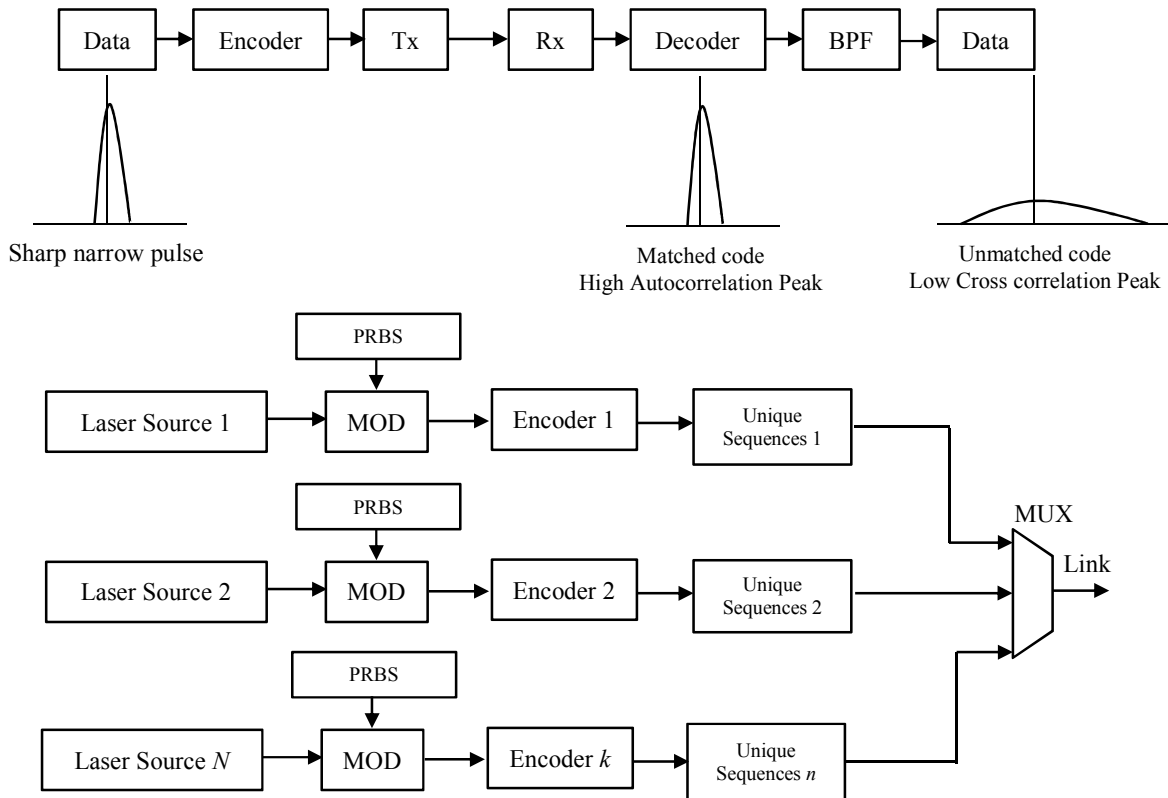 Data
Encoder
Tx
Rx
Decoder
BPF
Data
Sharp narrow pulse
Matched code
High Autocorrelation Peak
Unmatched code
Low Cross correlation Peak
PRBS
Laser Source 1
MOD
Encoder 1
Unique
Sequences 1
PRBS
MUX
Link
Laser Source 2
MOD
Encoder 2
Unique
Sequences 2
PRBS
Laser Source N
MOD
Encoder k
Unique
Sequences n